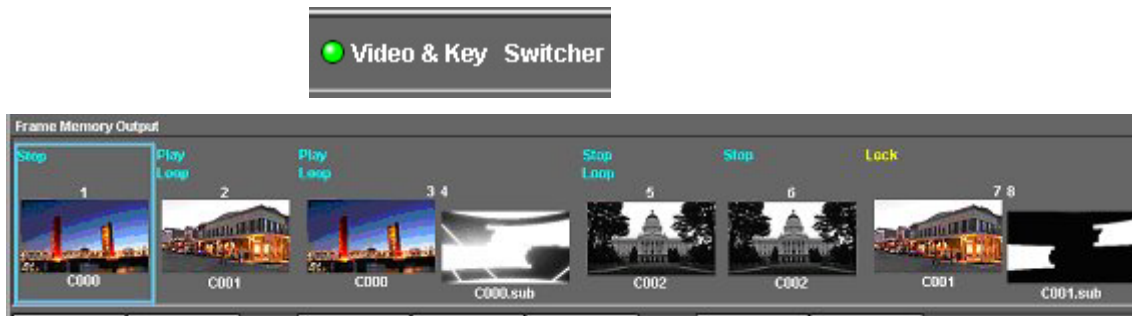 Video & Key Switcher
Frame Memory Output
Stop Play Play Stop Stop Lock
Loop Loop Loop
1 2 3 4 5 6 7 8
C000 C001 C000 C000.sub C002 C002 C001 C001.sub